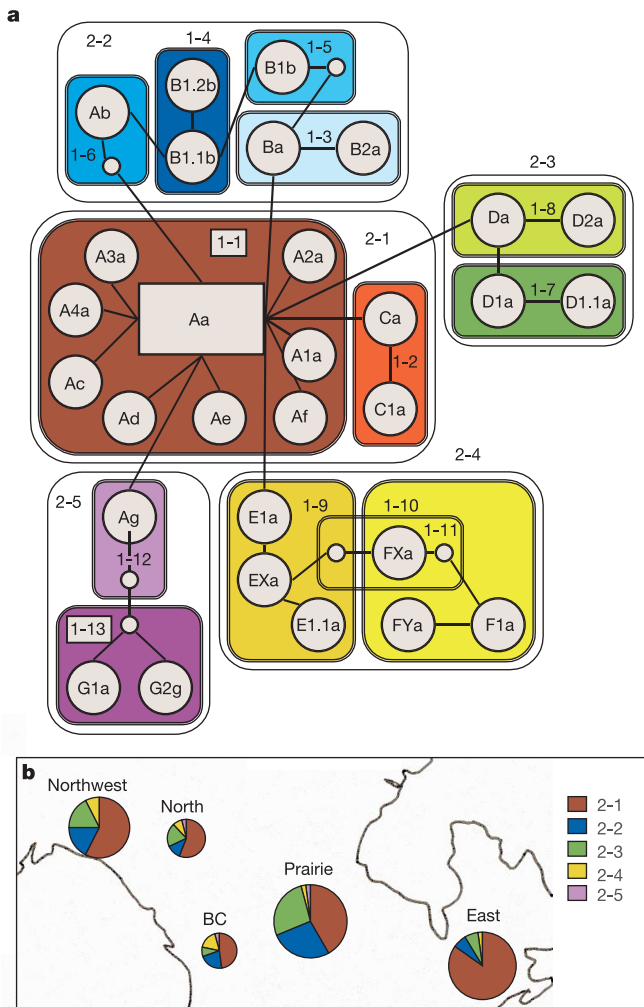 a
2-2
1-4
1-5
B1b
B1.2b
Ab
1-6
B1.1b
Ba
1-3
B2a
2-3
Da
1-8
D2a
D1a
1-7
D1.1a
1-1
2-1
A3a
A2a
A4a
Aa
Ca
A1a
1-2
Ac
C1a
Ad
Ae
Af
2-4
2-5
Ag
1-12
1-13
G1a
G2g
E1a
1-9
1-10
1-11
EXa
FXa
E1.1a
FYa
F1a
b
Northwest
North
Prairie
BC
East
2-1
2-2
2-3
2-4
2-5